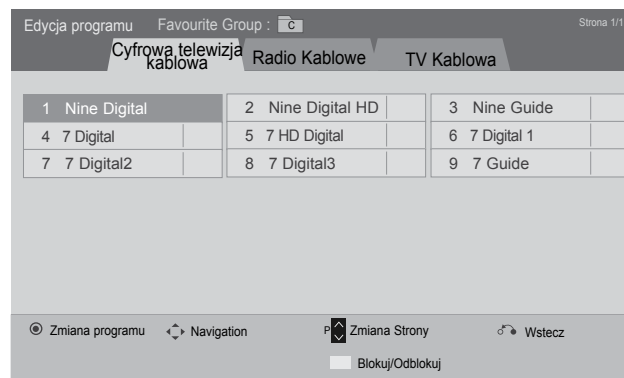 Edycja programu Favourite Group : C Strona 1/1
Cyfrowa telewizja kablowa Radio Kablowe TV Kablowa
1 Nine Digital 2 Nine Digital HD 3 Nine Guide
4 7 Digital 5 7 HD Digital 6 7 Digital 1
7 7 Digital2 8 7 Digital3 9 7 Guide
Zmiana programu Navigation P Zmiana Strony Wstecz
Blokuj/Odblokuj